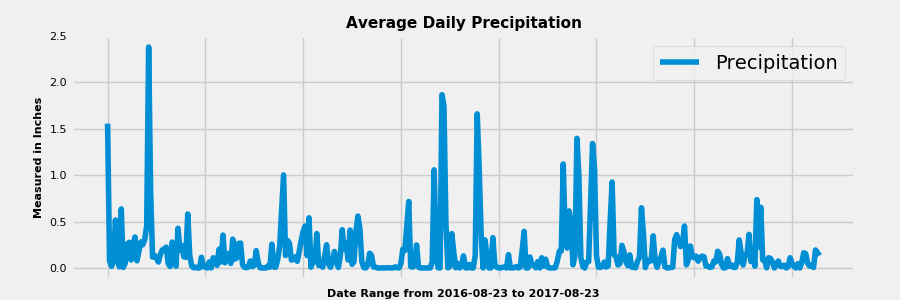 Average Daily Precipitation
2.5
2.0
1.5
1.0
0.5
0.0
Measured in Inches
Precipitation
Date Range from 2016-08-23 to 2017-08-23